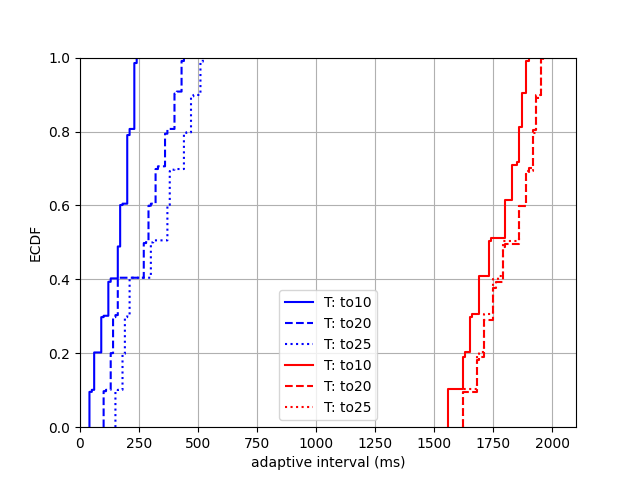 1.0
0.8
0.6
0.4
0.2
0.0
ECDF
T: to10
T: to20
T: to25
T: to10
T: to20
T: to25
0 250 500 750 1000 1250 1500 1750 2000
adaptive interval (ms)